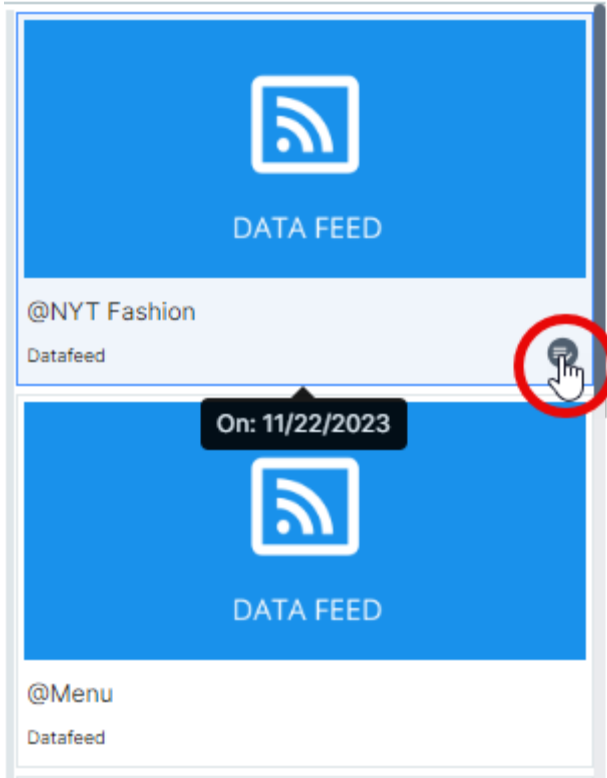 DATA FEED
@NYT Fashion
Datafeed
On: 11/22/2023
DATA FEED
@Menu
Datafeed